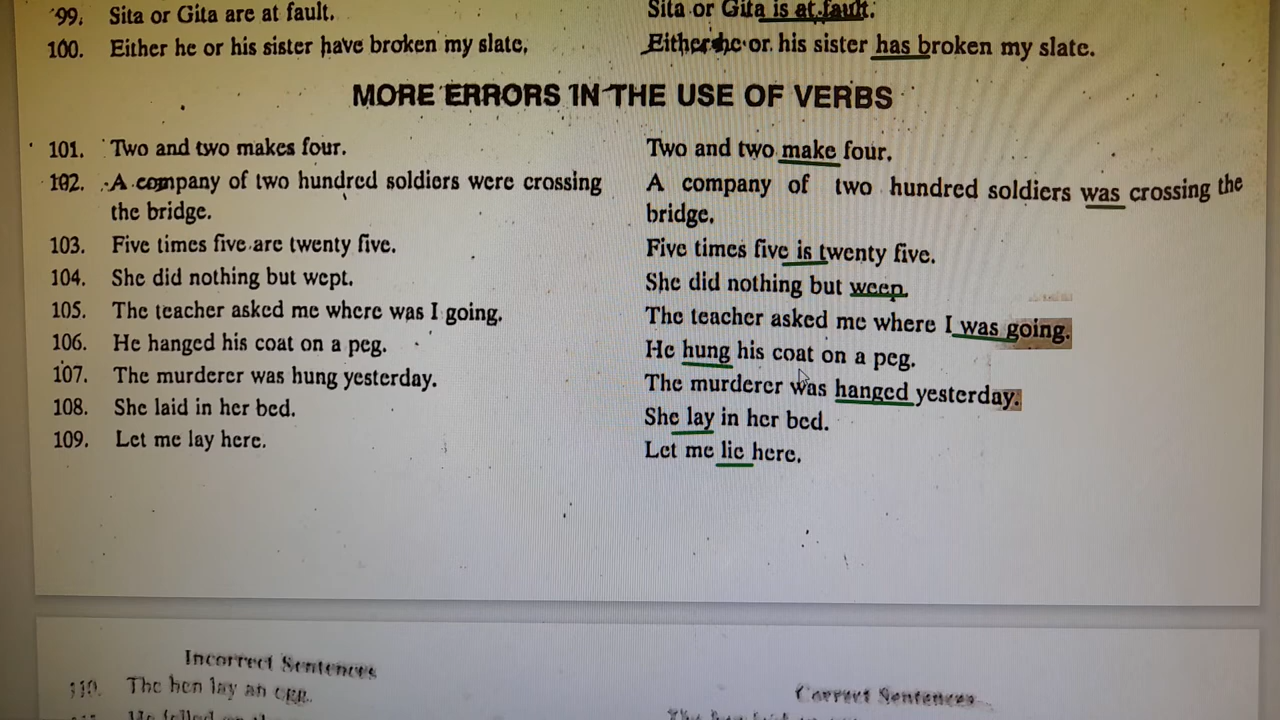 99. Sita or Gita are at fault. Sita or Gita is at fault.
100. Either he or his sister have broken my slate, Either he or his sister has broken my slate.
MORE ERRORS IN THE USE OF VERBS
101. Two and two makes four. Two and two make four.
102. A company of two hundred soldiers were crossing A company of two hundred soldiers was crossing the
the bridge. bridge.
103. Five times five are twenty five. Five times five is twenty five.
104. She did nothing but wept. She did nothing but weep.
105. The teacher asked me where was I going. The teacher asked me where I was going.
106. He hanged his coat on a peg. He hung his coat on a peg.
107. The murderer was hung yesterday. The murderer was hanged yesterday.
108. She laid in her bed. She lay in her bed.
109. Let me lay here. Let me lie here.
Incorrect Sentences Correct Sentences
110. The hen lay an egg.